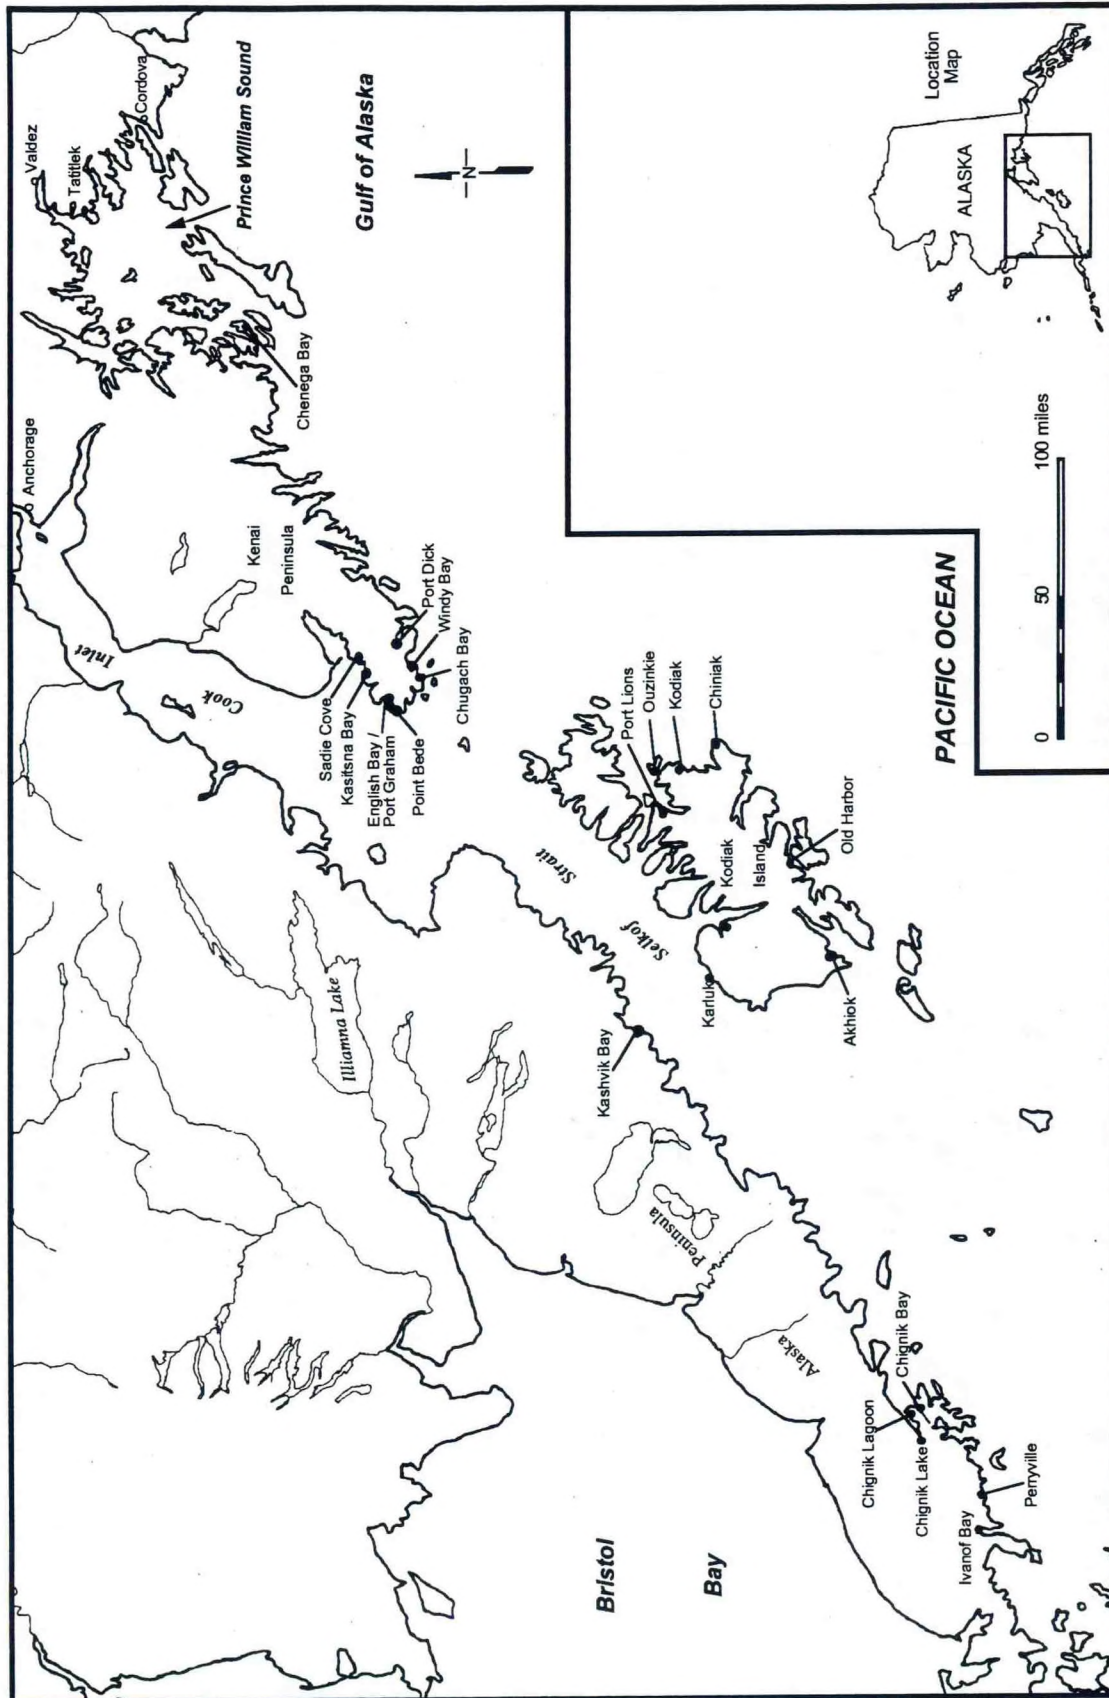 Anchorage
Valdez
Tatitlek
Cordova
Prince William Sound
Gulf of Alaska
N
Chenega Bay
Kenai
Peninsula
Cook
Inlet
Sadie Cove
Kasitsna Bay
English Bay /
Port Graham
Point Bede
Port Dick
Windy Bay
Chugach Bay
Illiamna Lake
Selkof
Strait
Port Lions
Ouzinkie
Kodiak
Chiniak
Kodiak
Island
Old Harbor
Karluk
Akhiok
Kashvik Bay
Alaska
Peninsula
Chignik Bay
Chignik Lagoon
Chignik Lake
Ivanof Bay
Perryville
Bristol
Bay
PACIFIC OCEAN
0
50
100 miles
Location
Map
ALASKA